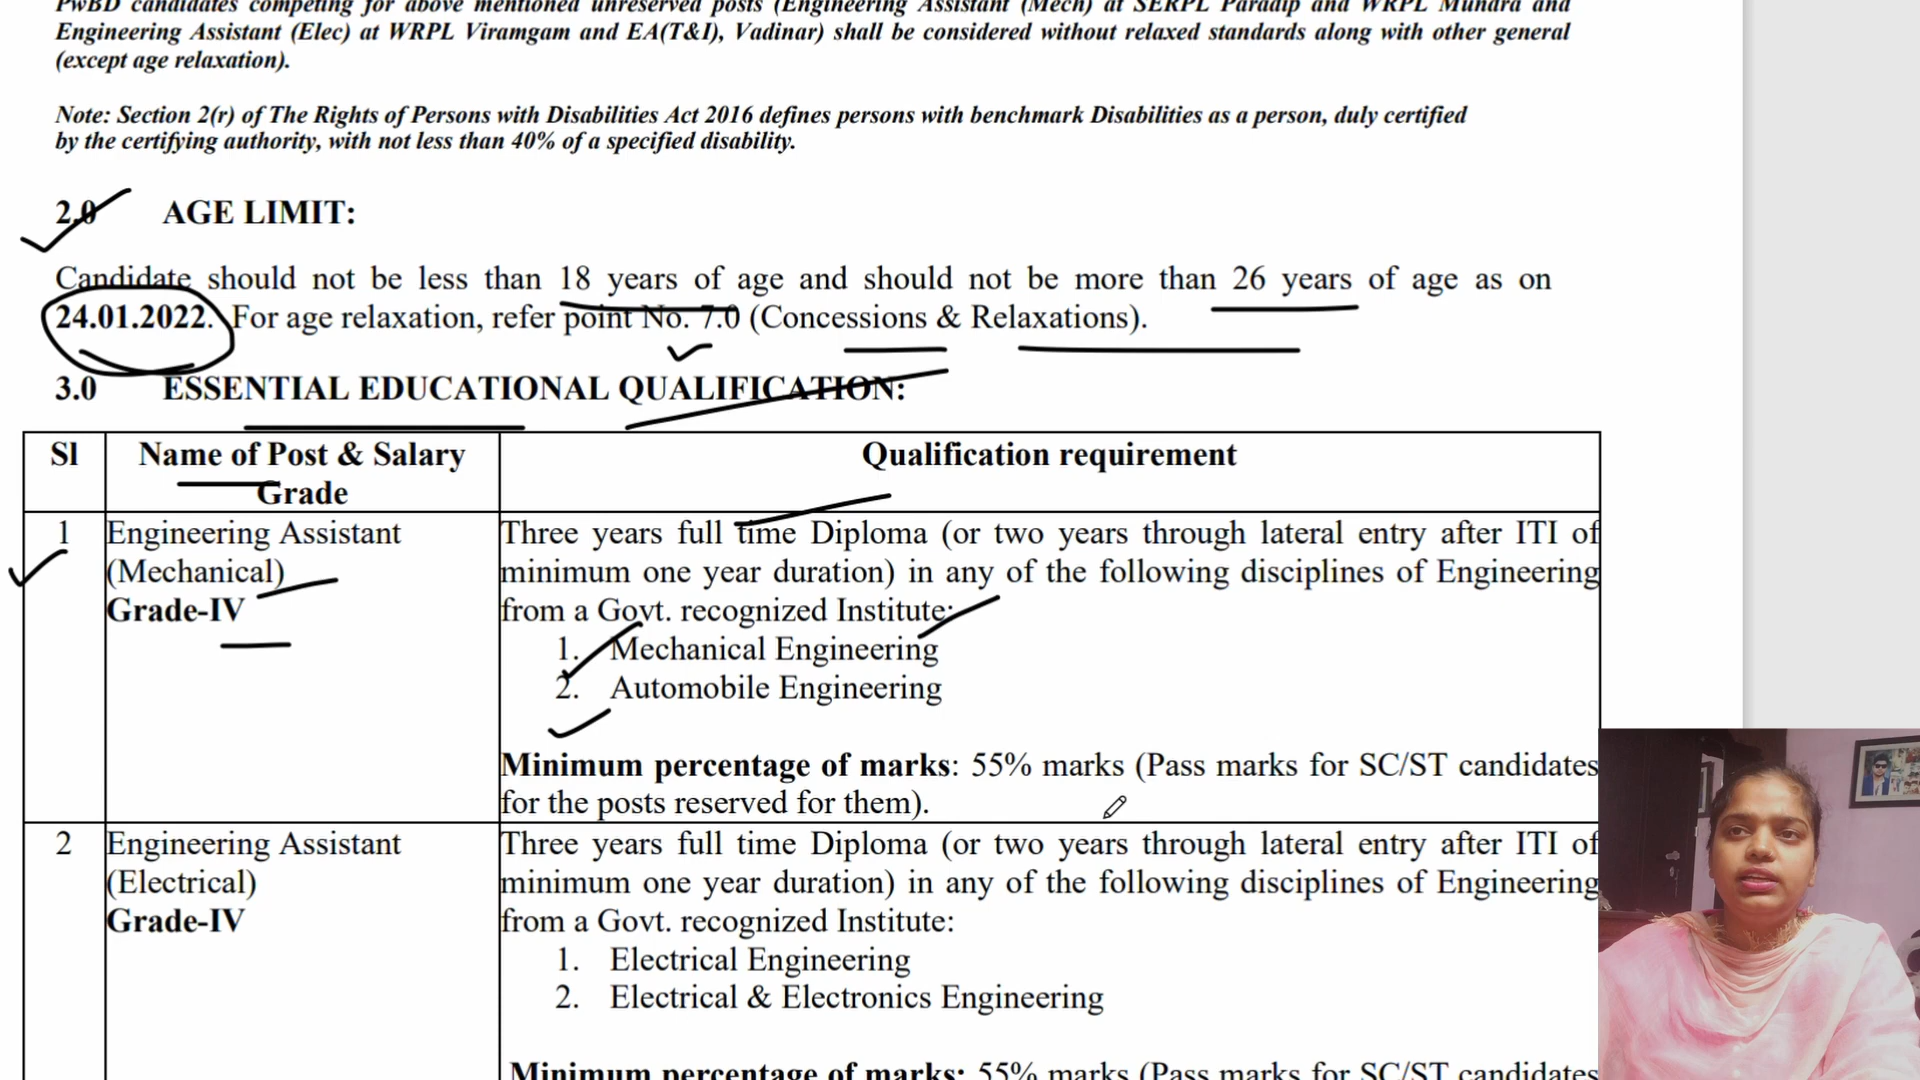 PwBD candidates competing for above mentioned unreserved posts (Engineering Assistant (Mech) at SERPL Paradip and WRPL Mundra and
Engineering Assistant (Elec) at WRPL Viramgam and EA(T&I), Vadinar) shall be considered without relaxed standards along with other general
(except age relaxation).
Note: Section 2(r) of The Rights of Persons with Disabilities Act 2016 defines persons with benchmark Disabilities as a person, duly certified
by the certifying authority, with not less than 40% of a specified disability.
2.0 AGE LIMIT:
Candidate should not be less than 18 years of age and should not be more than 26 years of age as on
24.01.2022. For age relaxation, refer point No. 7.0 (Concessions & Relaxations).
3.0 ESSENTIAL EDUCATIONAL QUALIFICATION:
Sl Name of Post & Salary Qualification requirement
Grade
1 Engineering Assistant Three years full time Diploma (or two years through lateral entry after ITI of
(Mechanical) minimum one year duration) in any of the following disciplines of Engineering
Grade-IV from a Govt. recognized Institute:
1. Mechanical Engineering
2. Automobile Engineering
Minimum percentage of marks: 55% marks (Pass marks for SC/ST candidates
for the posts reserved for them).
2 Engineering Assistant Three years full time Diploma (or two years through lateral entry after ITI of
(Electrical) minimum one year duration) in any of the following disciplines of Engineering
Grade-IV from a Govt. recognized Institute:
1. Electrical Engineering
2. Electrical & Electronics Engineering
Minimum percentage of marks: 55% marks (Pass marks for SC/ST candidates